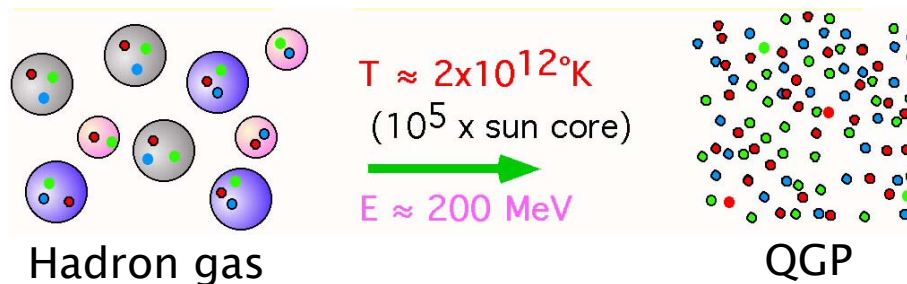 T ≈ 2x10¹²°K
(10⁵ x sun core)
E ≈ 200 MeV
Hadron gas
QGP